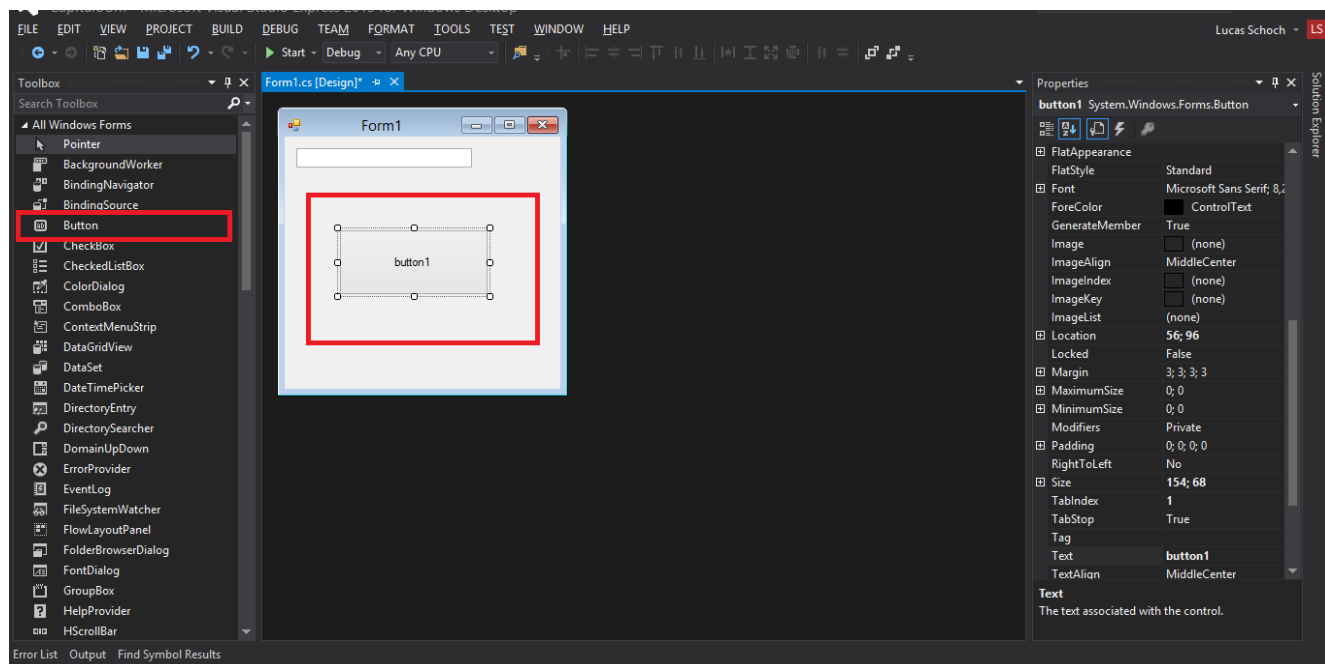 FILE EDIT VIEW PROJECT BUILD DEBUG TEAM FORMAT TOOLS TEST WINDOW HELP Lucas Schoch LS
Start Debug Any CPU
Toolbox
Search Toolbox
All Windows Forms
Pointer
BackgroundWorker
BindingNavigator
BindingSource
Button
CheckBox
CheckedListBox
ColorDialog
ComboBox
ContextMenuStrip
DataGridView
DataSet
DateTimePicker
DirectoryEntry
DirectorySearcher
DomainUpDown
ErrorProvider
EventLog
FileSystemWatcher
FlowLayoutPanel
FolderBrowserDialog
FontDialog
GroupBox
HelpProvider
HScrollBar
Form1.cs [Design]*
Form1
button1
Properties
button1 System.Windows.Forms.Button
FlatAppearance
FlatStyle Standard
Font Microsoft Sans Serif; 8,2
ForeColor ControlText
GenerateMember True
Image (none)
ImageAlign MiddleCenter
ImageIndex (none)
ImageKey (none)
ImageList (none)
Location 56; 96
Locked False
Margin 3; 3; 3; 3
MaximumSize 0; 0
MinimumSize 0; 0
Modifiers Private
Padding 0; 0; 0; 0
RightToLeft No
Size 154; 68
TabIndex 1
TabStop True
Tag
Text button1
TextAlign MiddleCenter
Text
The text associated with the control.
Solution Explorer
Error List Output Find Symbol Results